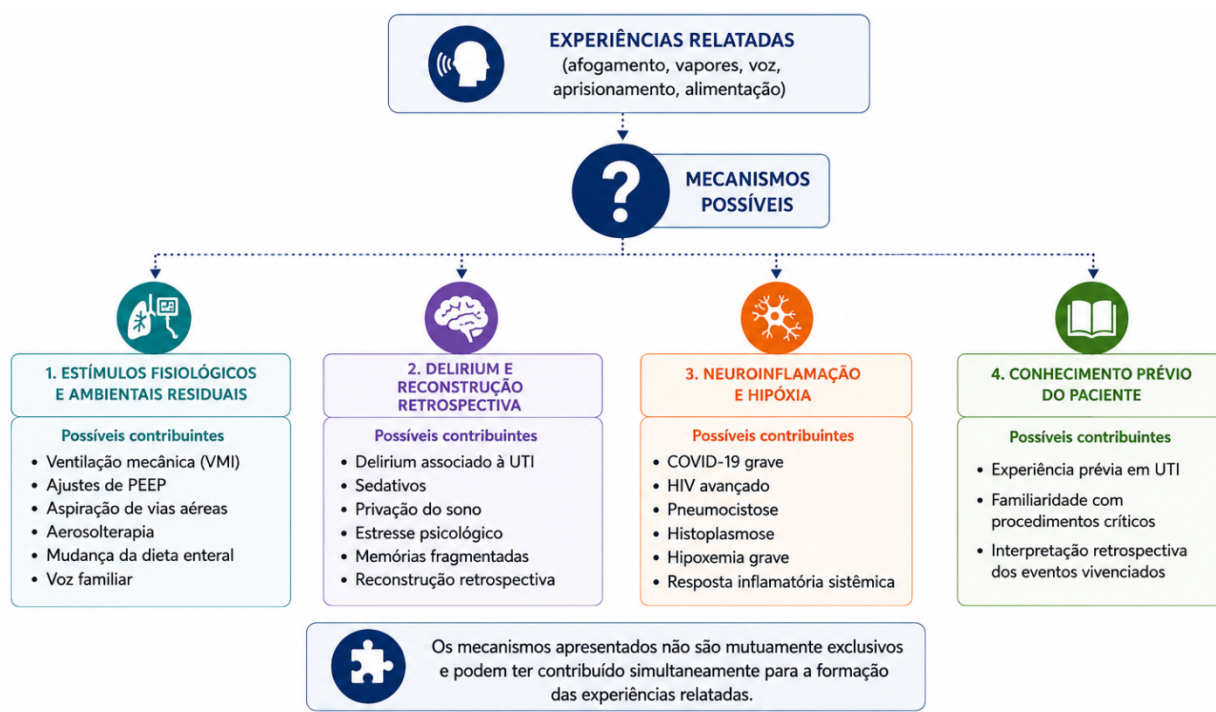 EXPERIÊNCIAS RELATADAS
(afogamento, vapores, voz,
aprisionamento, alimentação)
?
MECANISMOS
POSSÍVEIS
1. ESTÍMULOS FISIOLÓGICOS
E AMBIENTAIS RESIDUAIS
Possíveis contribuintes
• Ventilação mecânica (VMI)
• Ajustes de PEEP
• Aspiração de vias aéreas
• Aerosolterapia
• Mudança da dieta enteral
• Voz familiar
2. DELIRIUM E
RECONSTRUÇÃO
RETROSPECTIVA
Possíveis contribuintes
• Delirium associado à UTI
• Sedativos
• Privação do sono
• Estresse psicológico
• Memórias fragmentadas
• Reconstrução retrospectiva
3. NEUROINFLAMAÇÃO
E HIPÓXIA
Possíveis contribuintes
• COVID-19 grave
• HIV avançado
• Pneumocistose
• Histoplasmose
• Hipoxemia grave
• Resposta inflamatória sistêmica
4. CONHECIMENTO PRÉVIO
DO PACIENTE
Possíveis contribuintes
• Experiência prévia em UTI
• Familiaridade com
procedimentos críticos
• Interpretação retrospectiva
dos eventos vivenciados
Os mecanismos apresentados não são mutuamente exclusivos
e podem ter contribuído simultaneamente para a formação
das experiências relatadas.